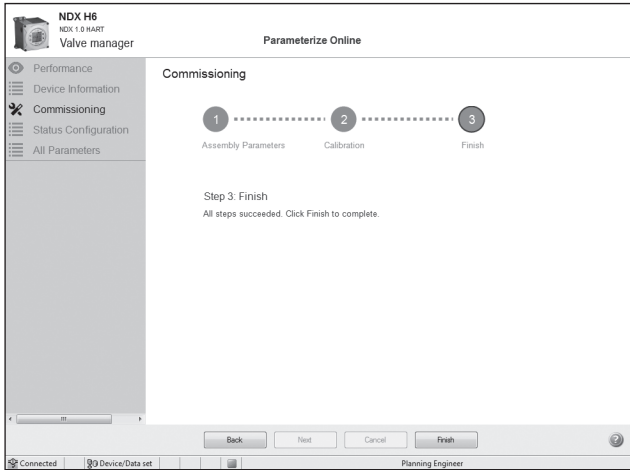 NDX H6
NDX 1.0 HART
Valve manager
Parameterize Online
Performance
Device Information
Commissioning
Status Configuration
All Parameters
Commissioning
1 2 3
Assembly Parameters Calibration Finish
Step 3: Finish
All steps succeeded. Click Finish to complete.
Back Next Cancel Finish
?
Connected Device/Data set Planning Engineer